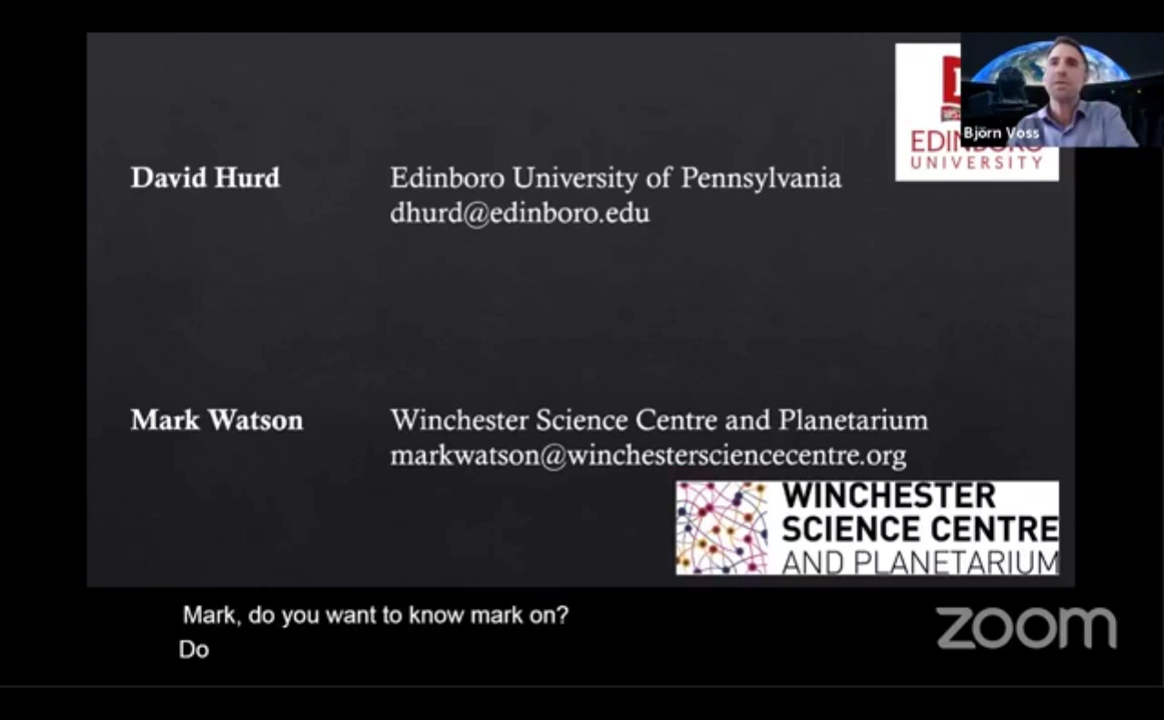 David Hurd
Edinboro University of Pennsylvania
dhurd@edinboro.edu
UNIVERSITY
Björn Voss
Mark Watson
Winchester Science Centre and Planetarium
markwatson@winchestersciencecentre.org
WINCHESTER
SCIENCE CENTRE
AND PLANETARIUM
Mark, do you want to know mark on?
Do
zoom